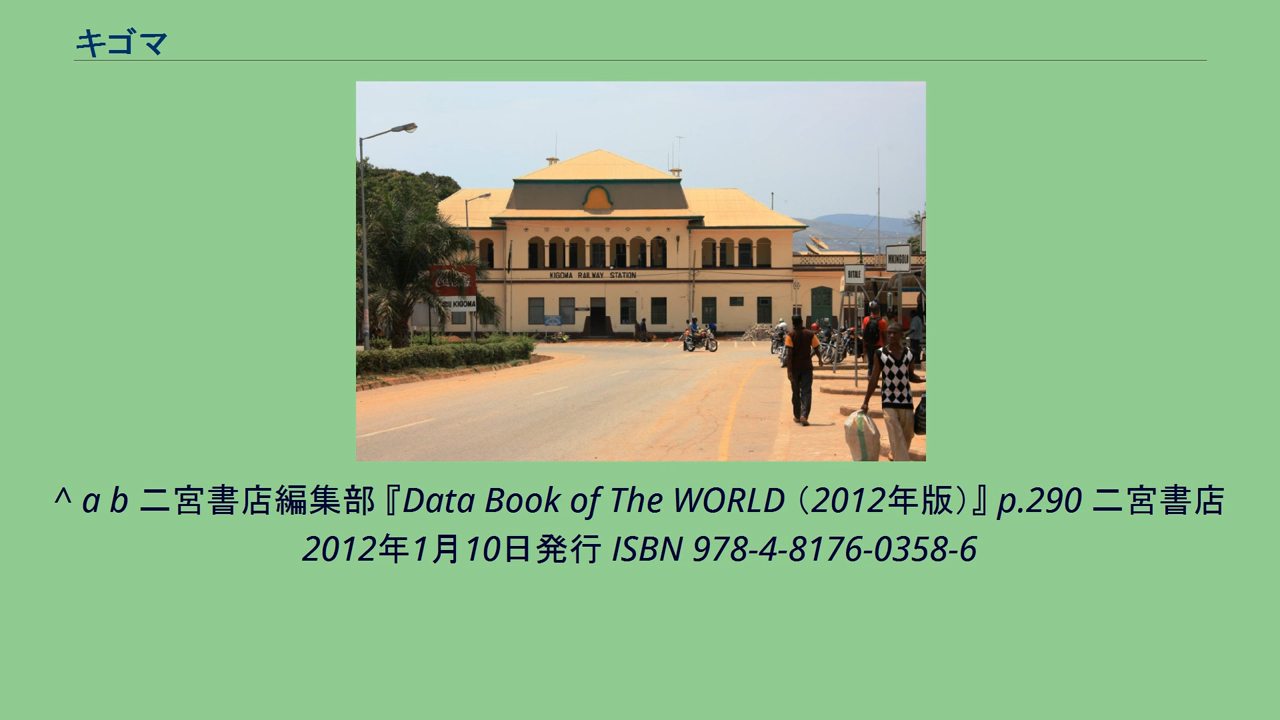 キゴマ
KIGOMA RAILWAY STATION
KIGOMA
^ a b 二宮書店編集部『Data Book of The WORLD (2012年版)』p.290 二宮書店
2012年1月10日発行 ISBN 978-4-8176-0358-6